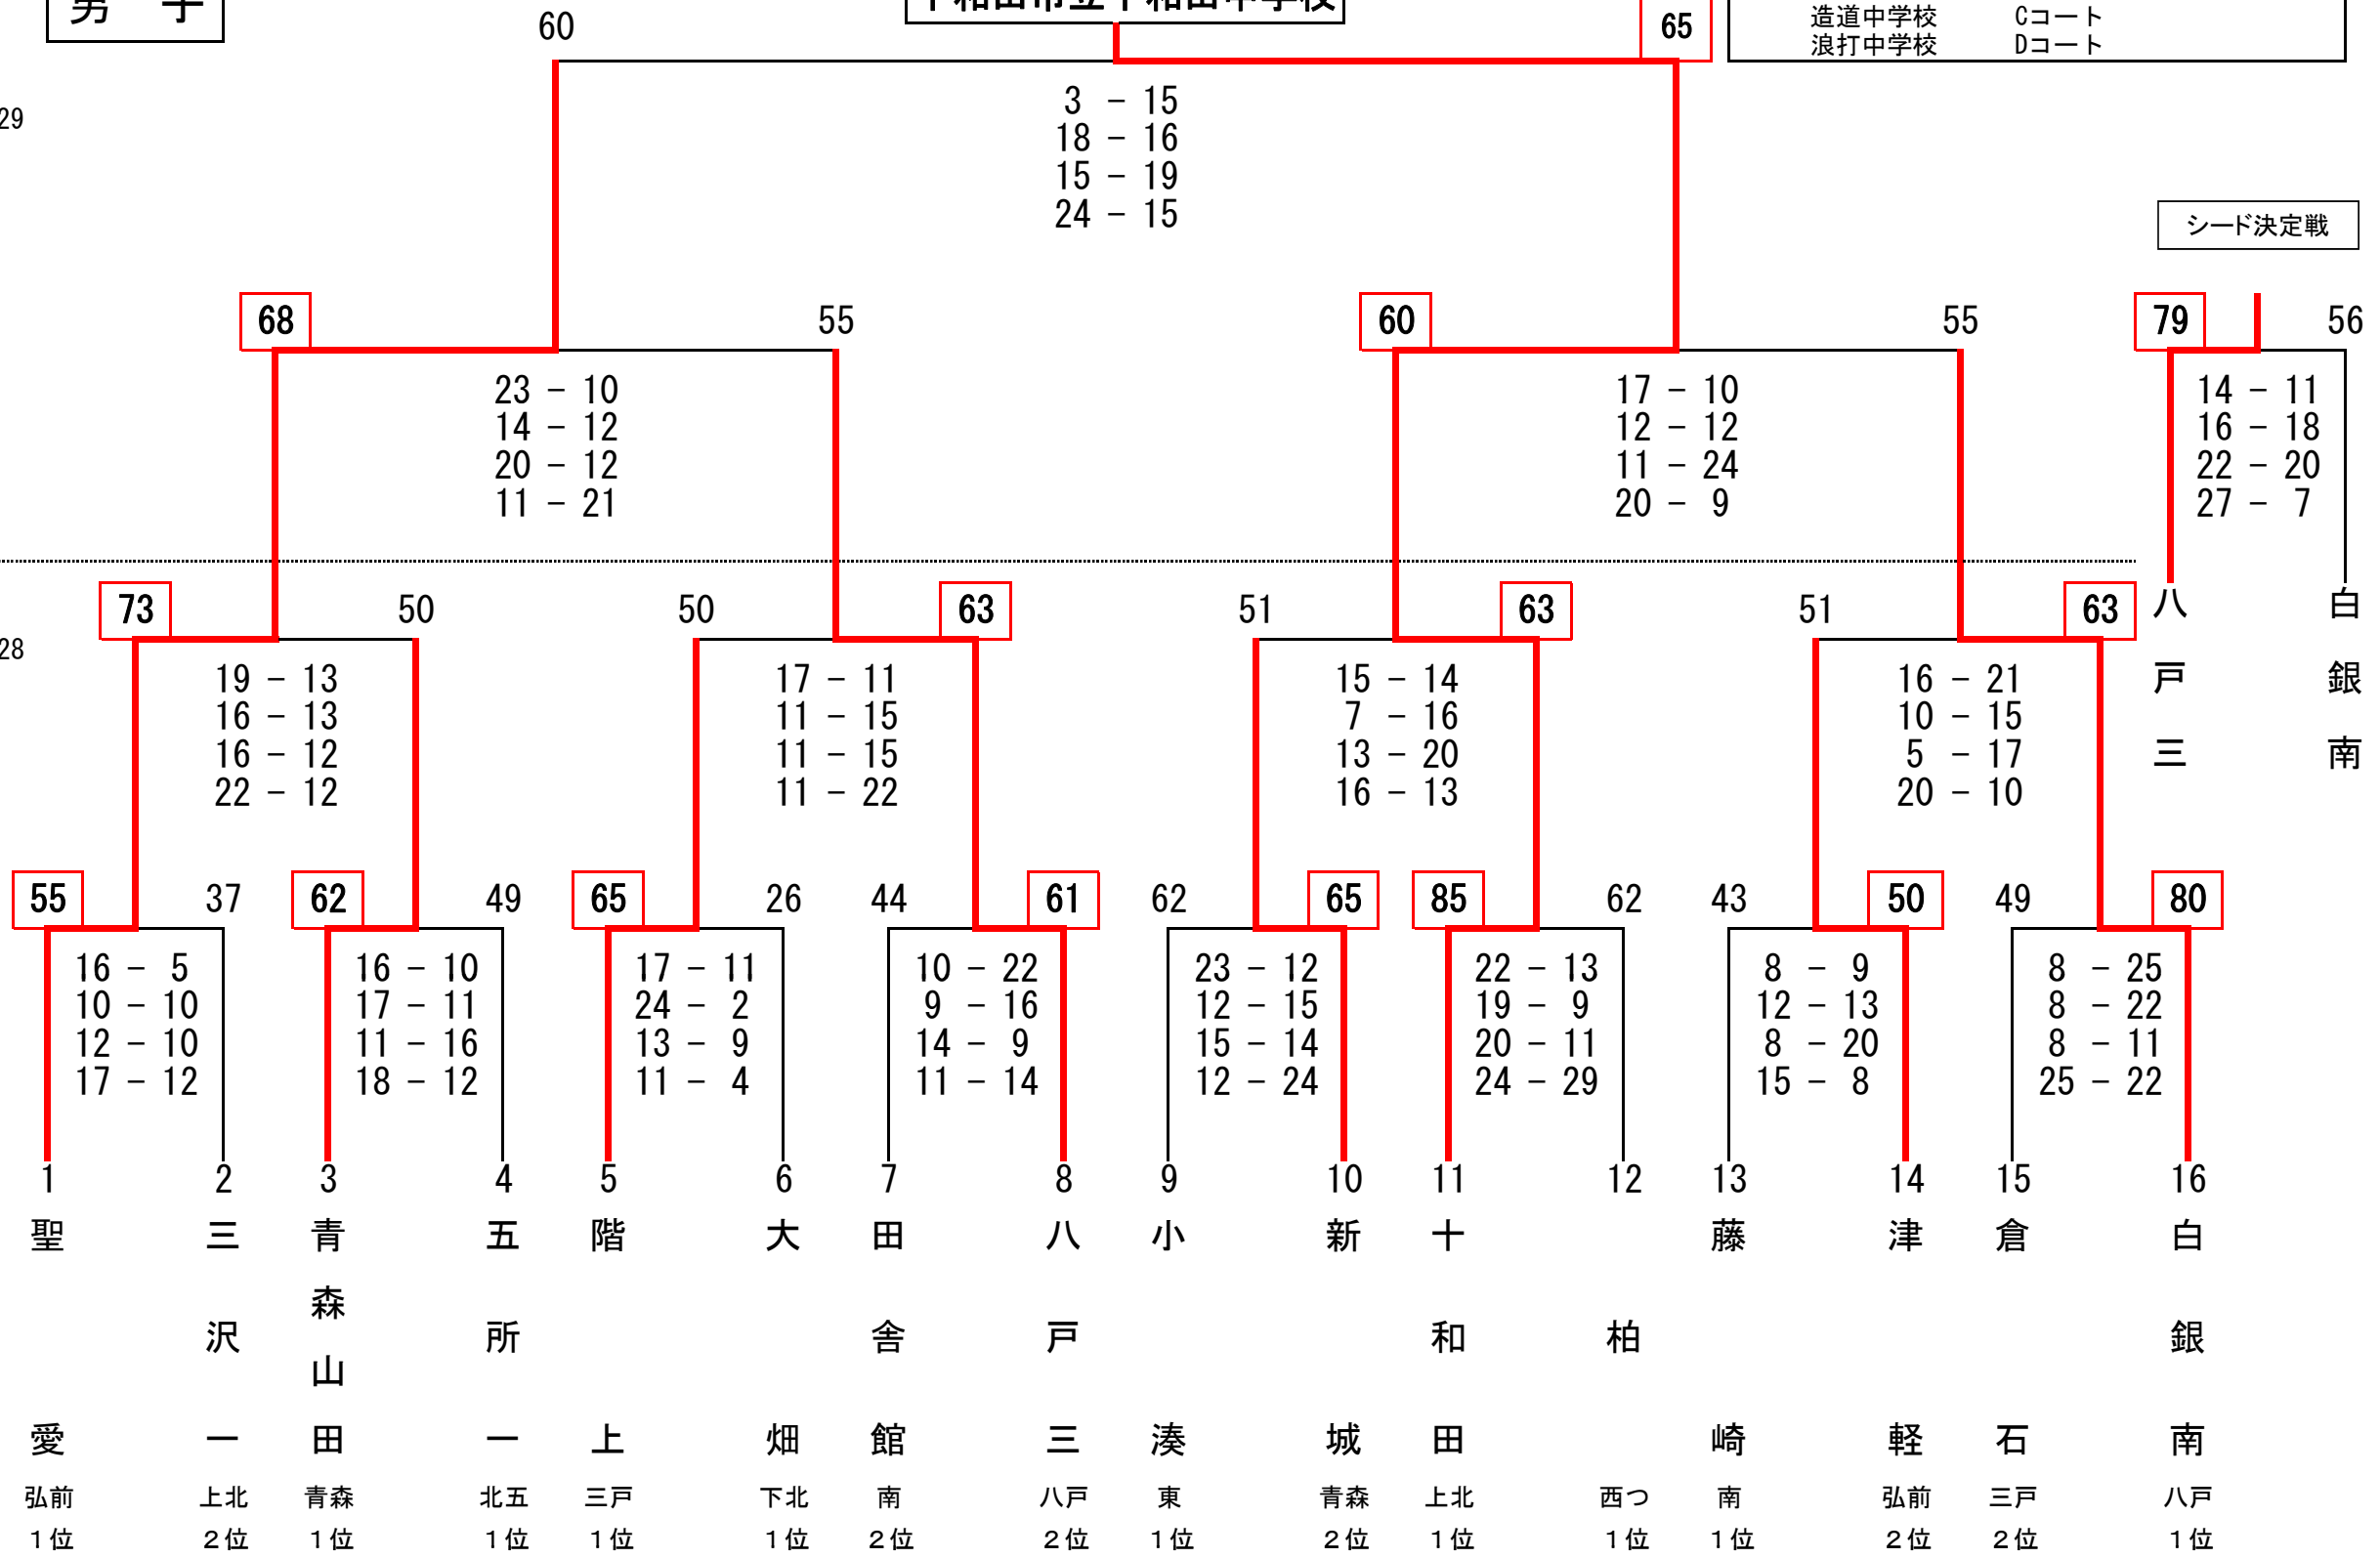 男 子
十和田市立十和田中学校
造道中学校 Cコート
浪打中学校 Dコート
60 65
29
3 - 15
18 - 16
15 - 19
24 - 15
シード決定戦
68 55 60 55 79 56
23 - 10 17 - 10 14 - 11
14 - 12 12 - 12 16 - 18
20 - 12 11 - 24 22 - 20
11 - 21 20 - 9 27 - 7
73 50 50 63 51 63 51 63
28
八戸三 白銀南
19 - 13 17 - 11 15 - 14 16 - 21
16 - 13 11 - 15 7 - 16 10 - 15
16 - 12 11 - 15 13 - 20 5 - 17
22 - 12 11 - 22 16 - 13 20 - 10
55 37 62 49 65 26 44 61 62 65 85 62 43 50 49 80
16 - 5 16 - 10 17 - 11 10 - 22 23 - 12 22 - 13 8 - 9 8 - 25
10 - 10 17 - 11 24 - 2 9 - 16 12 - 15 19 - 9 12 - 13 8 - 22
12 - 10 11 - 16 13 - 9 14 - 9 15 - 14 20 - 11 8 - 20 8 - 11
17 - 12 18 - 12 11 - 4 11 - 14 12 - 24 24 - 29 15 - 8 25 - 22
1 2 3 4 5 6 7 8 9 10 11 12 13 14 15 16
聖愛 三沢一 青森山田 五所一 階上 大畑 田舎館 八戸三 小湊 新城 十和田 柏 藤崎 津軽 倉石 白銀南
弘前 上北 青森 北五 三戸 下北 南 八戸 東 青森 上北 西つ 南 弘前 三戸 八戸
1位 2位 1位 1位 1位 1位 2位 2位 1位 2位 1位 1位 1位 2位 2位 1位